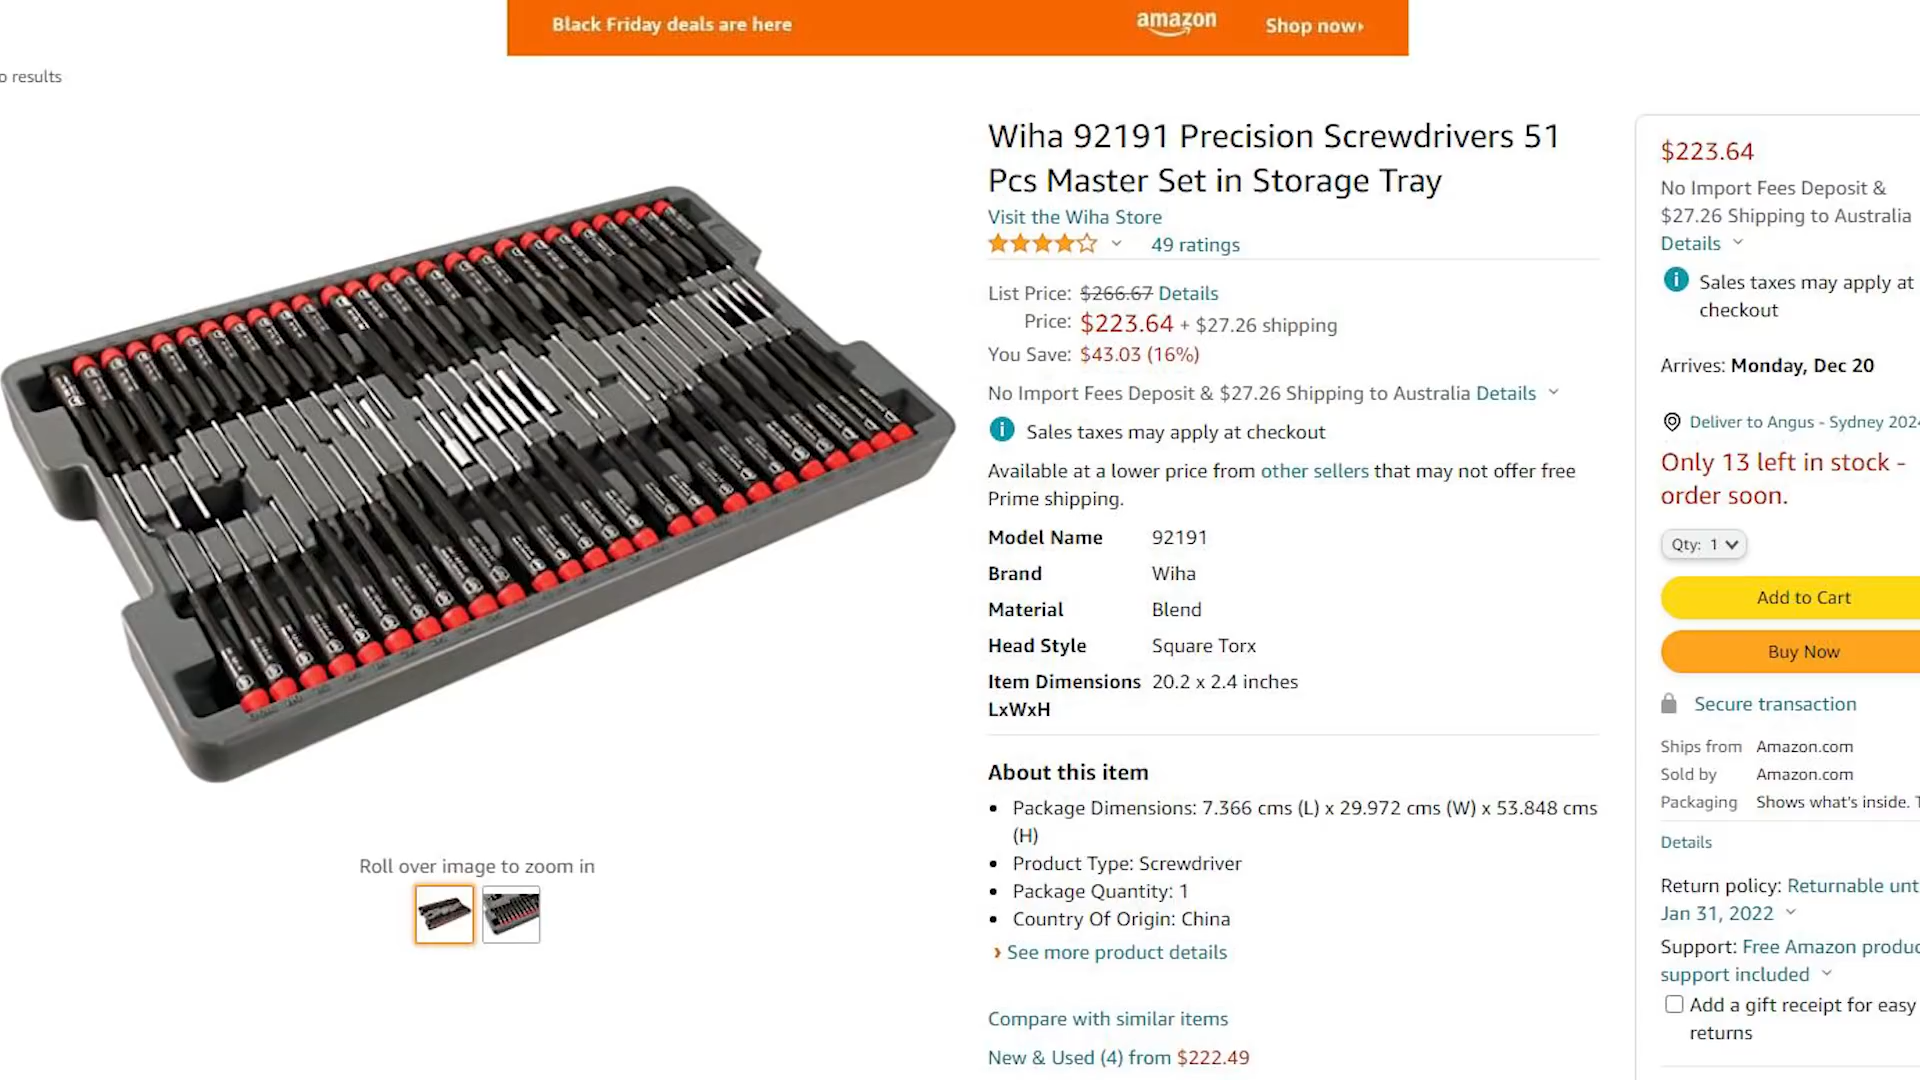 Black Friday deals are here
amazon
Shop now
o results
Wiha 92191 Precision Screwdrivers 51
Pcs Master Set in Storage Tray
Visit the Wiha Store
49 ratings
List Price: $266.67 Details
Price: $223.64 + $27.26 shipping
You Save: $43.03 (16%)
No Import Fees Deposit & $27.26 Shipping to Australia Details
Sales taxes may apply at checkout
Available at a lower price from other sellers that may not offer free
Prime shipping.
Model Name 92191
Brand Wiha
Material Blend
Head Style Square Torx
Item Dimensions 20.2 x 2.4 inches
LxWxH
About this item
• Package Dimensions: 7.366 cms (L) x 29.972 cms (W) x 53.848 cms
(H)
• Product Type: Screwdriver
• Package Quantity: 1
• Country Of Origin: China
› See more product details
Compare with similar items
New & Used (4) from $222.49
Roll over image to zoom in
$223.64
No Import Fees Deposit &
$27.26 Shipping to Australia
Details
Sales taxes may apply at
checkout
Arrives: Monday, Dec 20
Deliver to Angus - Sydney 202
Only 13 left in stock -
order soon.
Qty: 1
Add to Cart
Buy Now
Secure transaction
Ships from Amazon.com
Sold by Amazon.com
Packaging Shows what's inside. T
Details
Return policy: Returnable unt
Jan 31, 2022
Support: Free Amazon produc
support included
Add a gift receipt for easy
returns